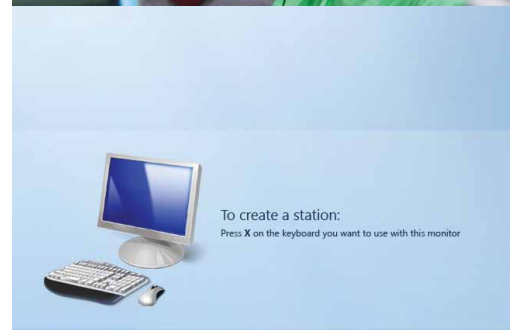 To create a station:
Press X on the keyboard you want to use with this monitor